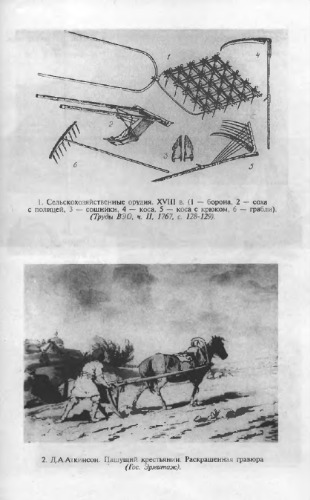 1
4
2
3
5
6
1. Сельскохозяйственные орудия. XVIII в. (1 — борона, 2 — соха
с полицей, 3 — сошники, 4 — коса, 5 — коса с крюком, 6 — грабли).
(Труды ВЭО, ч. II, 1767, с. 128-129).
2. Д.А.Аткинсон. Пашущий крестьянин. Раскрашенная гравюра
(Гос. Эрмитаж).